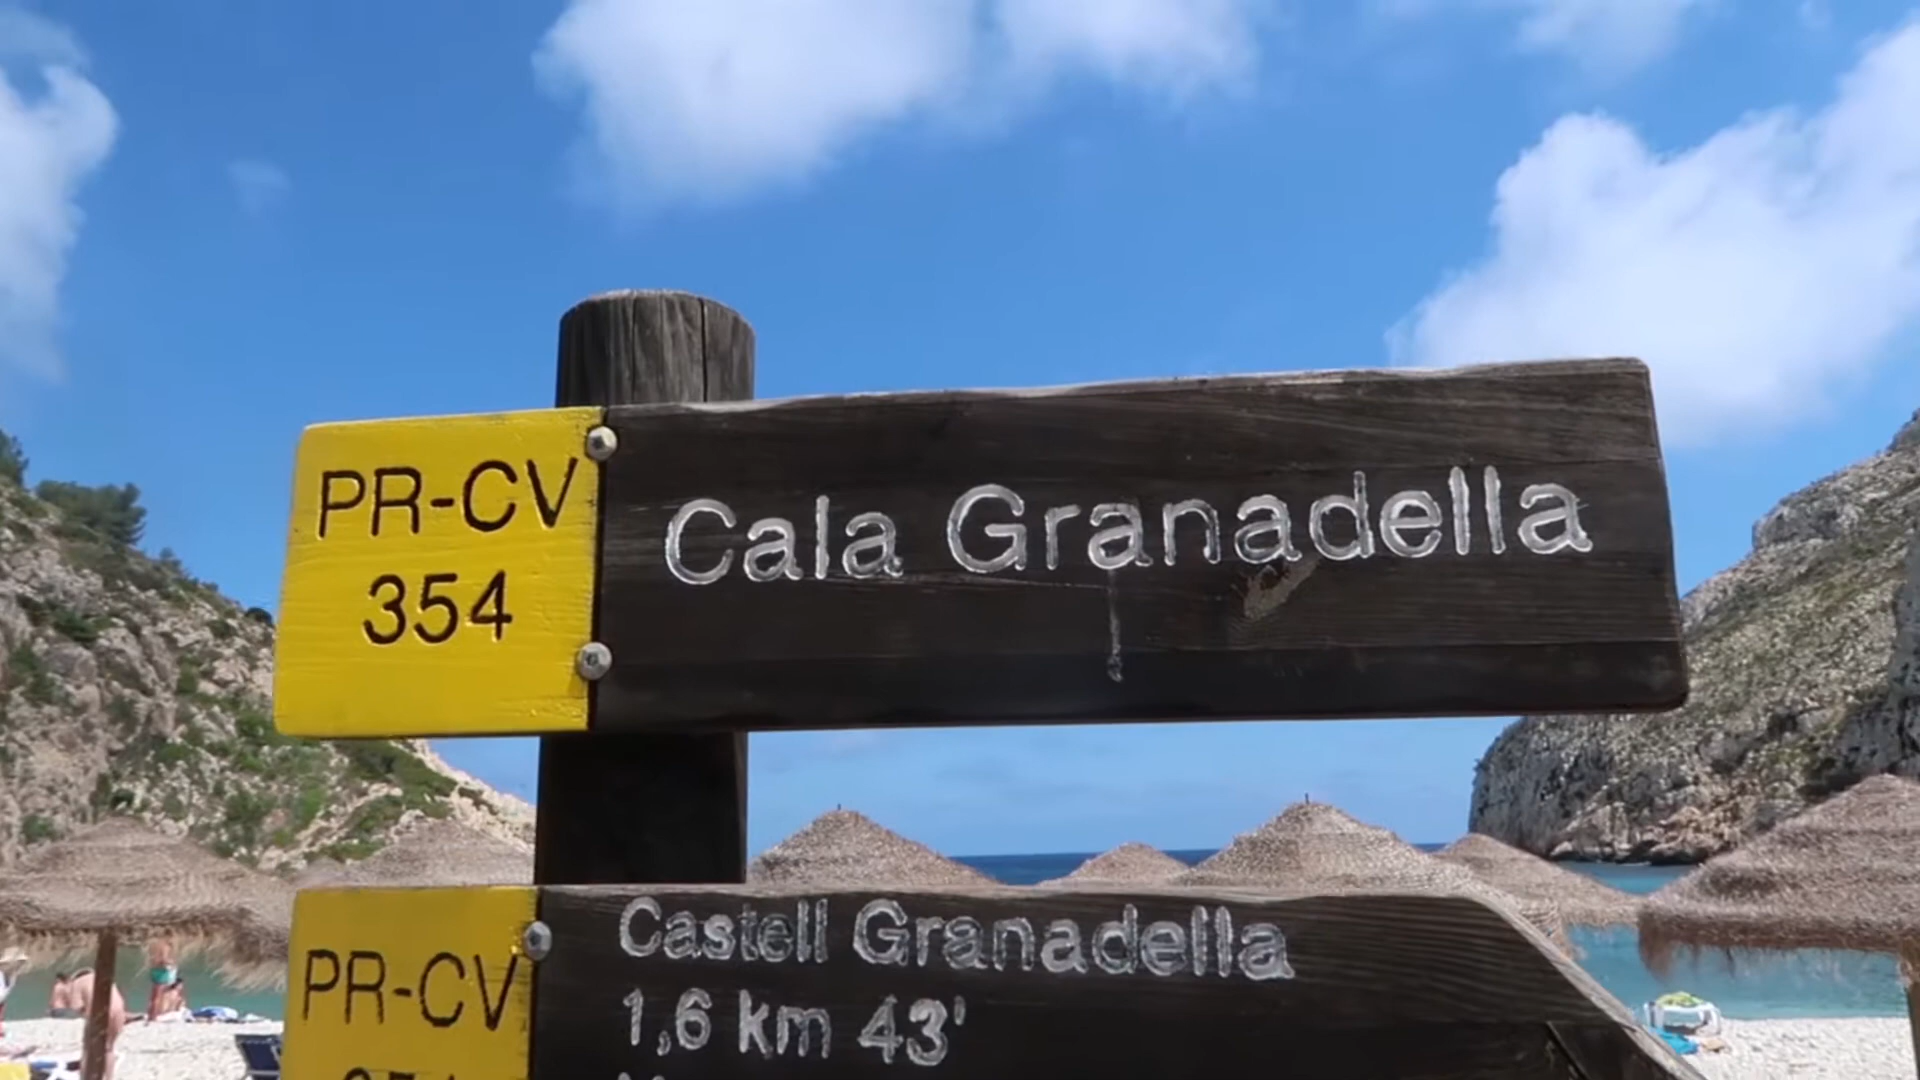 PR-CV
354
Cala Granadella
PR-CV
Castell Granadella
1,6 km 43'